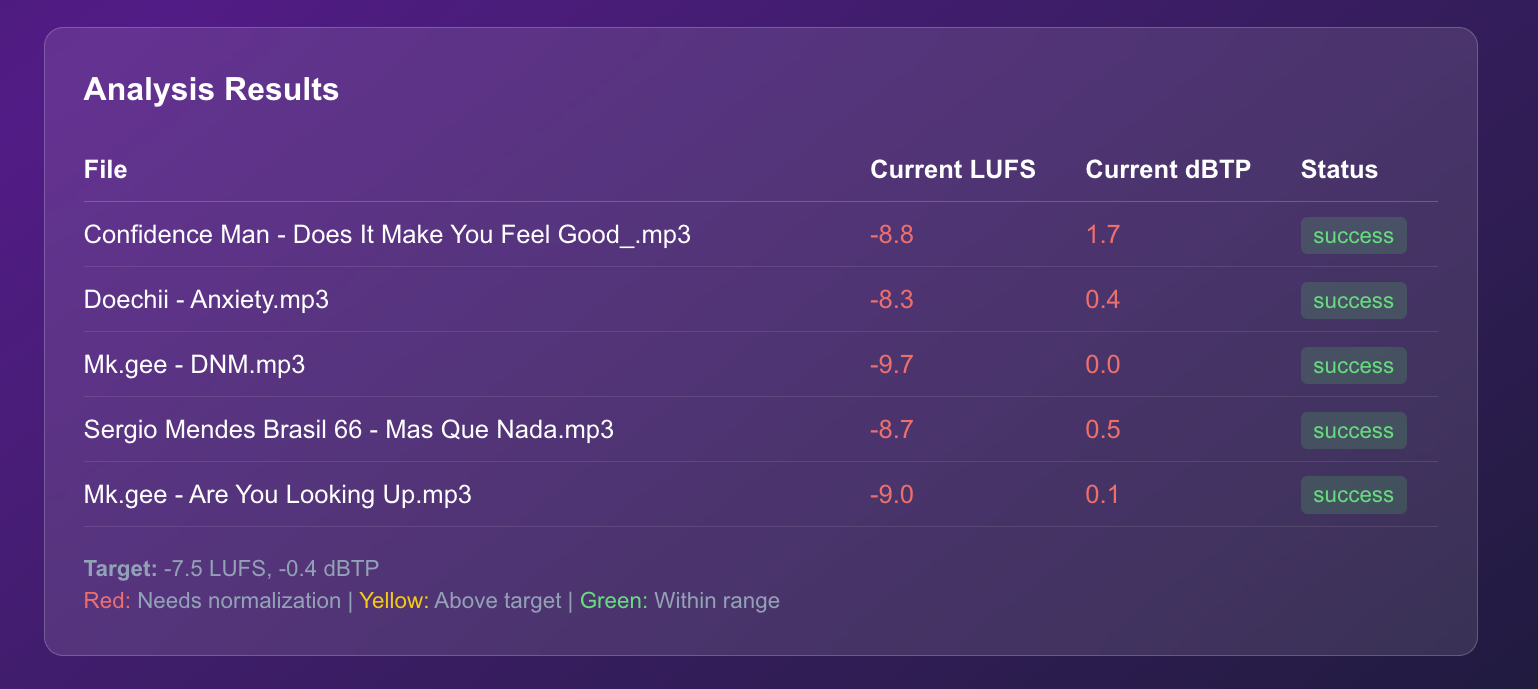 Analysis Results
File Current LUFS Current dBTP Status
Confidence Man - Does It Make You Feel Good_.mp3 -8.8 1.7 success
Doechii - Anxiety.mp3 -8.3 0.4 success
Mk.gee - DNM.mp3 -9.7 0.0 success
Sergio Mendes Brasil 66 - Mas Que Nada.mp3 -8.7 0.5 success
Mk.gee - Are You Looking Up.mp3 -9.0 0.1 success
Target: -7.5 LUFS, -0.4 dBTP
Red: Needs normalization | Yellow: Above target | Green: Within range